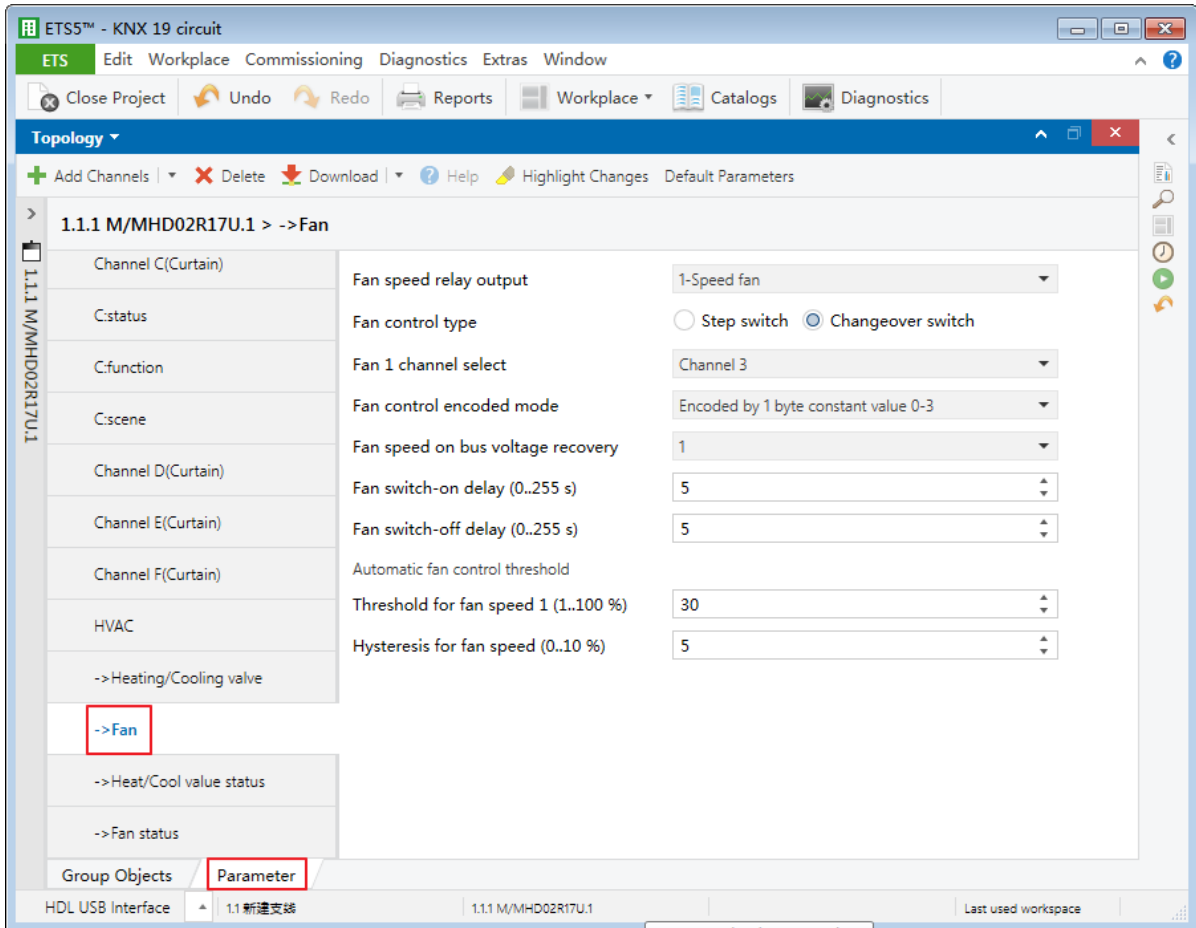 ETS5™ - KNX 19 circuit
ETS Edit Workplace Commissioning Diagnostics Extras Window
Close Project Undo Redo Reports Workplace Catalogs Diagnostics
Topology
Add Channels Delete Download Help Highlight Changes Default Parameters
1.1.1 M/MHD02R17U.1 > ->Fan
1.1.1 M/MHD02R17U.1
Channel C(Curtain)
C:status
C:function
C:scene
Channel D(Curtain)
Channel E(Curtain)
Channel F(Curtain)
HVAC
->Heating/Cooling valve
->Fan
->Heat/Cool value status
->Fan status
Fan speed relay output 1-Speed fan
Fan control type Step switch Changeover switch
Fan 1 channel select Channel 3
Fan control encoded mode Encoded by 1 byte constant value 0-3
Fan speed on bus voltage recovery 1
Fan switch-on delay (0..255 s) 5
Fan switch-off delay (0..255 s) 5
Automatic fan control threshold
Threshold for fan speed 1 (1..100 %) 30
Hysteresis for fan speed (0..10 %) 5
Group Objects Parameter
HDL USB Interface 1.1 新建支线 1.1.1 M/MHD02R17U.1 Last used workspace